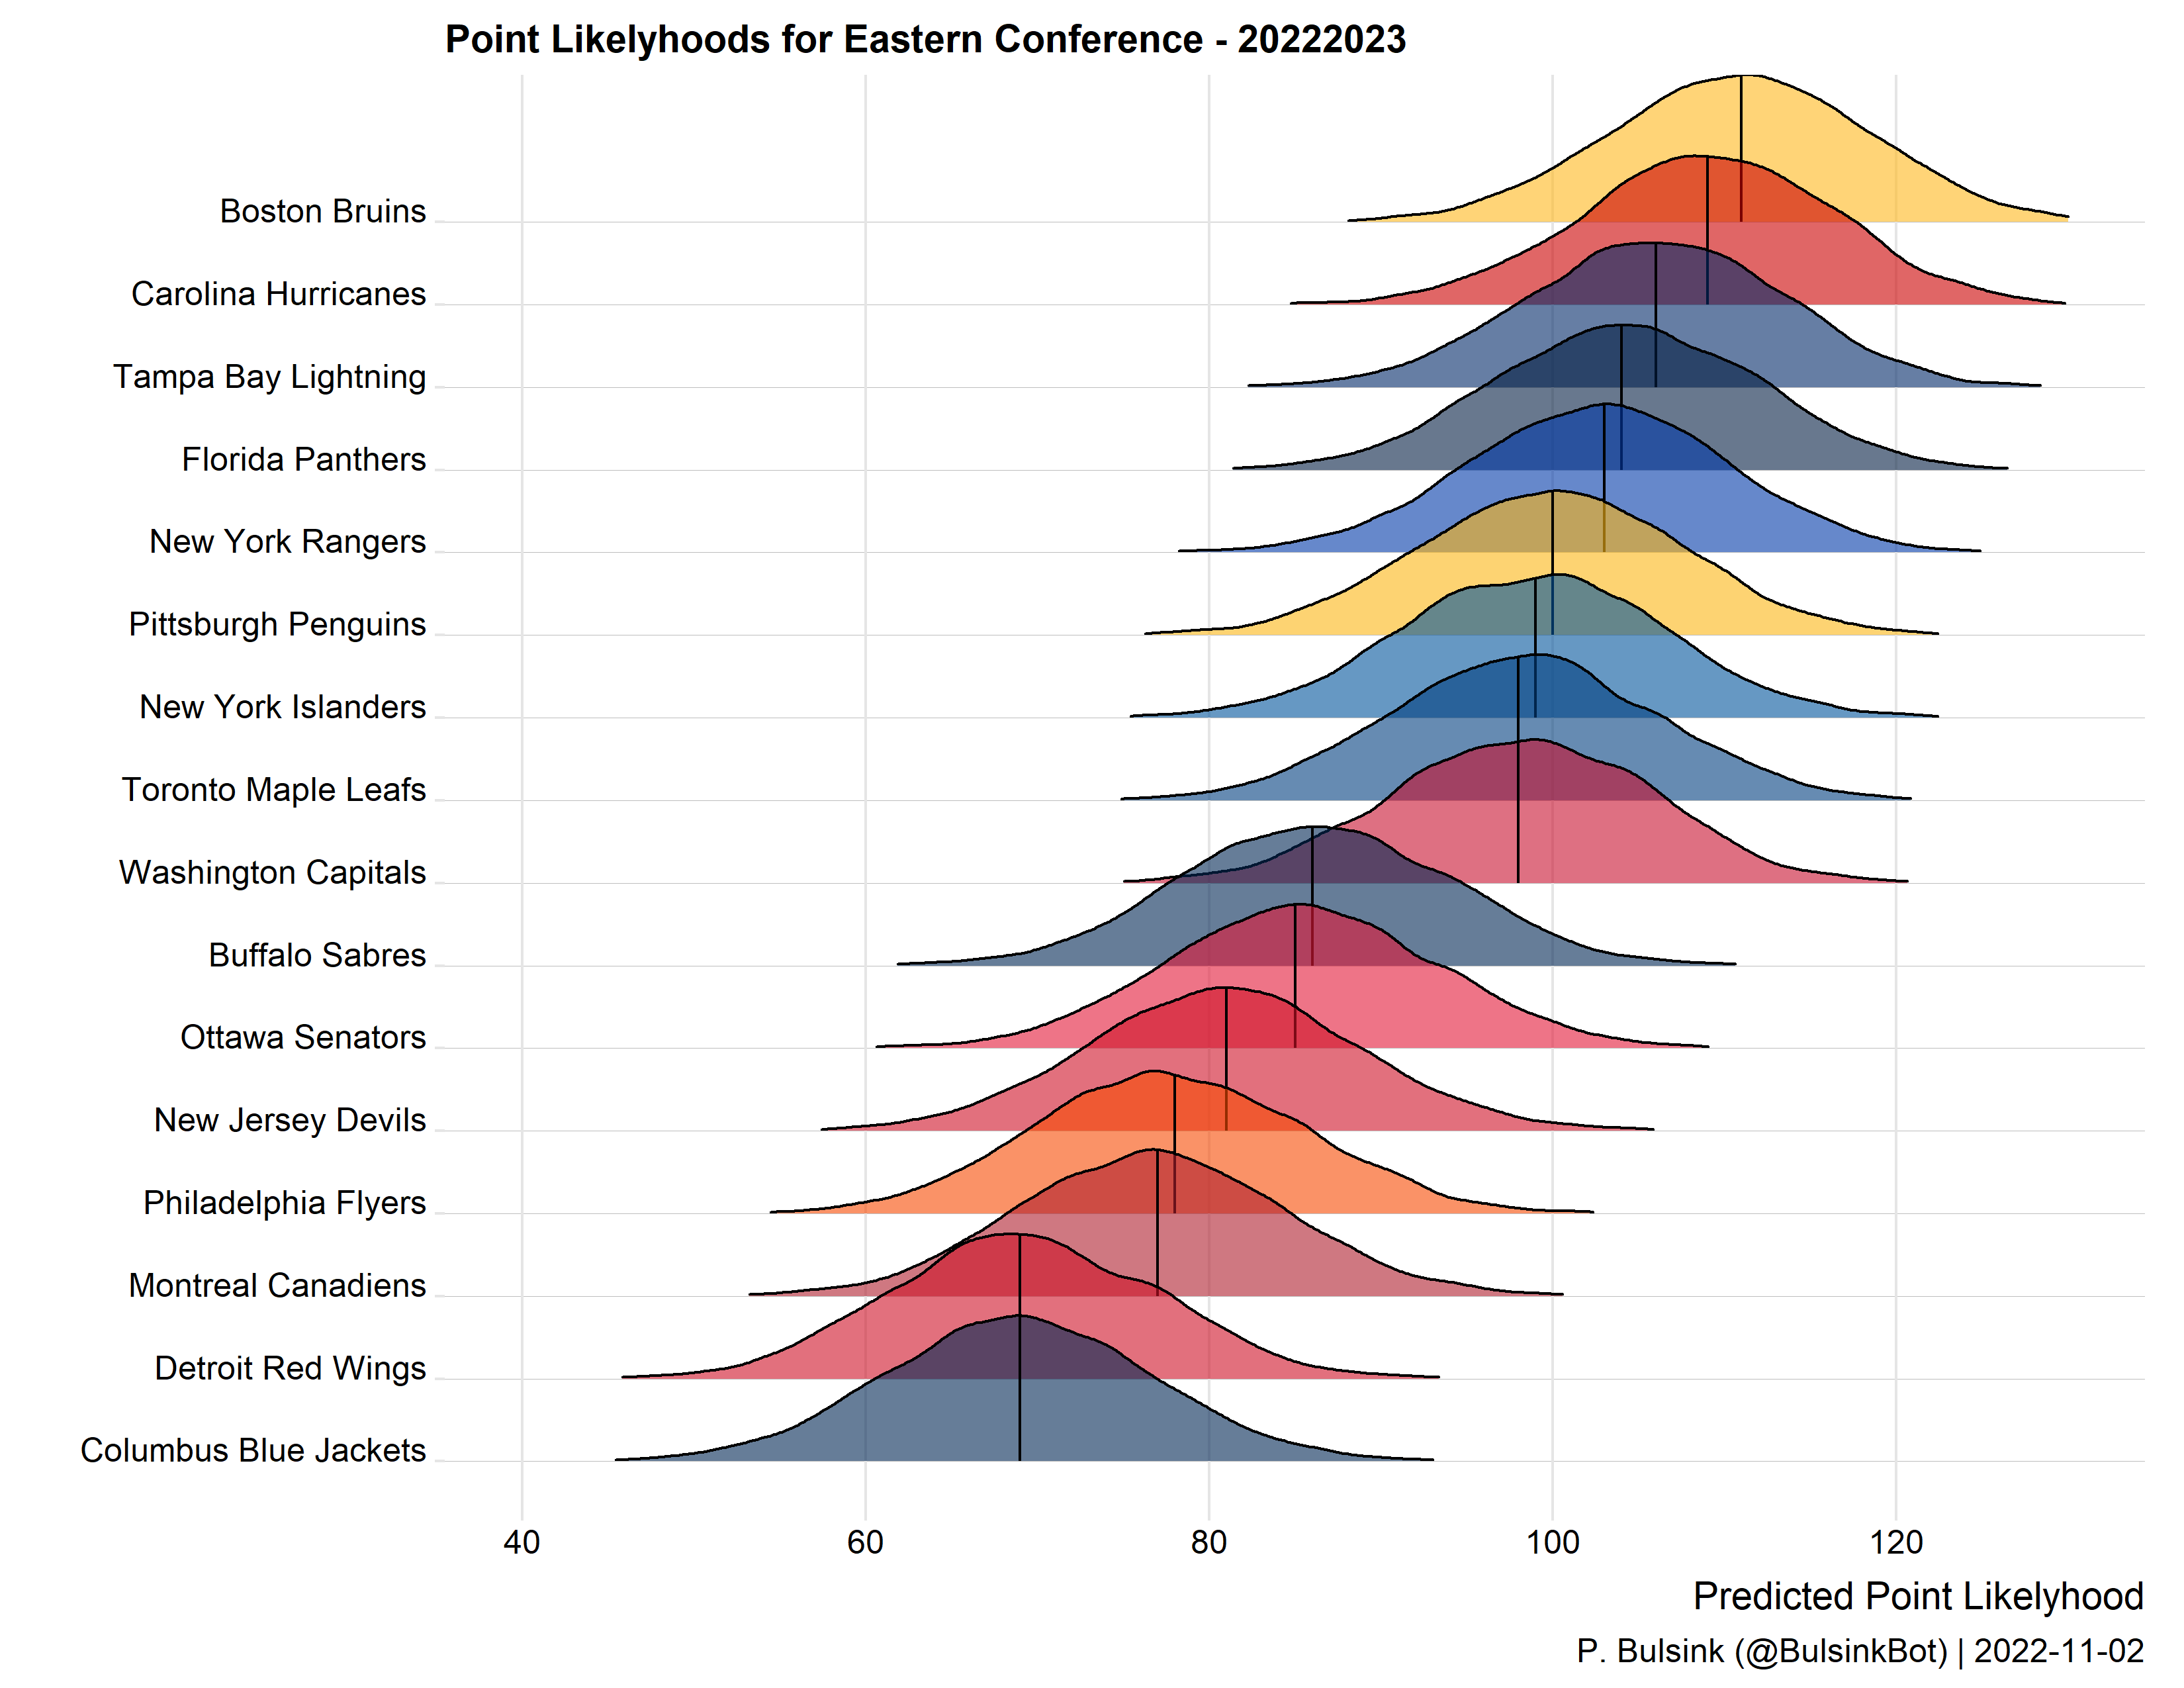 Point Likelyhoods for Eastern Conference - 20222023
Boston Bruins
Carolina Hurricanes
Tampa Bay Lightning
Florida Panthers
New York Rangers
Pittsburgh Penguins
New York Islanders
Toronto Maple Leafs
Washington Capitals
Buffalo Sabres
Ottawa Senators
New Jersey Devils
Philadelphia Flyers
Montreal Canadiens
Detroit Red Wings
Columbus Blue Jackets
40 60 80 100 120
Predicted Point Likelyhood
P. Bulsink (@BulsinkBot) | 2022-11-02